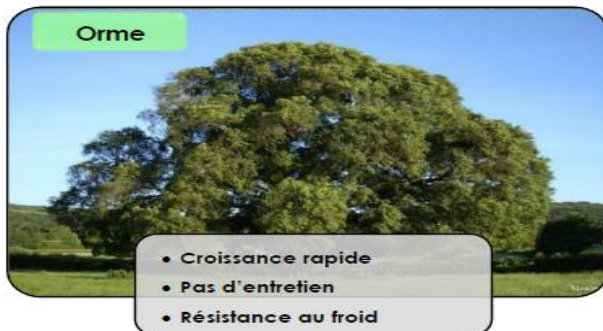 Orme
• Croissance rapide
• Pas d'entretien
• Résistance au froid